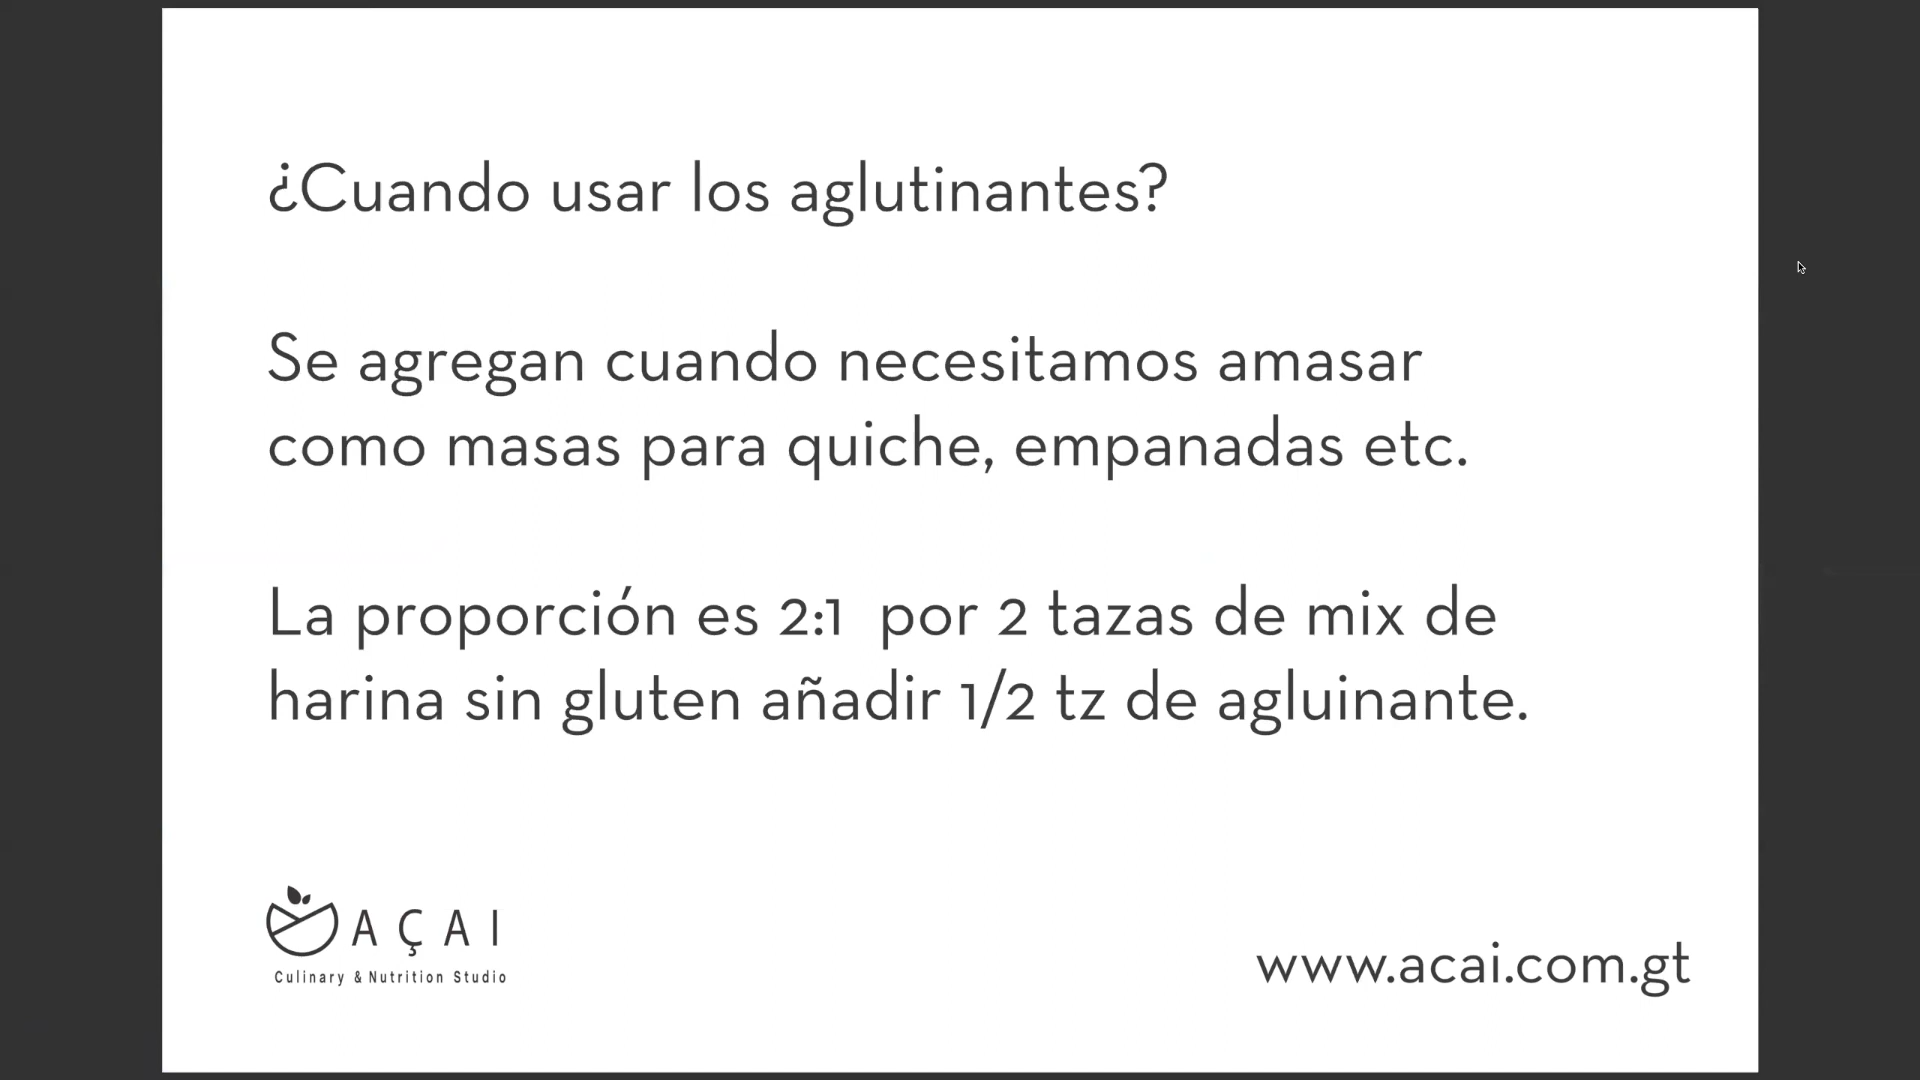 ¿Cuando usar los aglutinantes?
Se agregan cuando necesitamos amasar
como masas para quiche, empanadas etc.
La proporción es 2:1 por 2 tazas de mix de
harina sin gluten añadir 1/2 tz de agluinante.
AÇAI
Culinary & Nutrition Studio
www.acai.com.gt